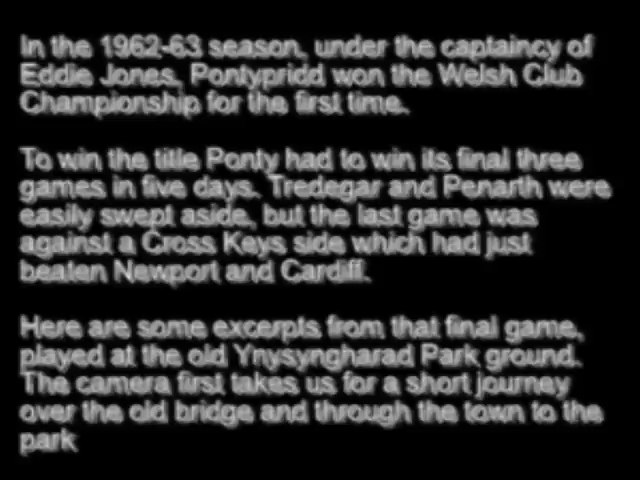 In the 1962-63 season, under the captaincy of
Eddie Jones, Pontypridd won the Welsh Club
Championship for the first time.
To win the title Ponty had to win its final three
games in five days. Tredegar and Penarth were
easily swept aside, but the last game was
against a Cross Keys side which had just
beaten Newport and Cardiff.
Here are some excerpts from that final game,
played at the old Ynysyngharad Park ground.
The camera first takes us for a short journey
over the old bridge and through the town to the
park